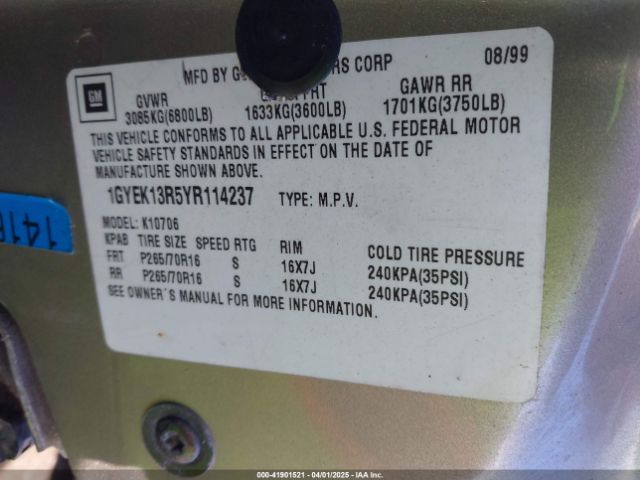 GM
MFD BY G RS CORP 08/99
GVWR GAWR RR
3085KG(6800LB) 1633KG(3600LB) 1701KG(3750LB)
THIS VEHICLE CONFORMS TO ALL APPLICABLE U.S. FEDERAL MOTOR
VEHICLE SAFETY STANDARDS IN EFFECT ON THE DATE OF
MANUFACTURE SHOWN ABOVE.
1GYEK13R5YR114237 TYPE: M.P.V.
MODEL: K10706
KPAB TIRE SIZE SPEED RTG RIM COLD TIRE PRESSURE
FRT P265/70R16 S 16X7J 240KPA(35PSI)
RR P265/70R16 S 16X7J 240KPA(35PSI)
SEE OWNER'S MANUAL FOR MORE INFORMATION.
1416
000-41901521 - 04/01/2025 - IAA Inc.